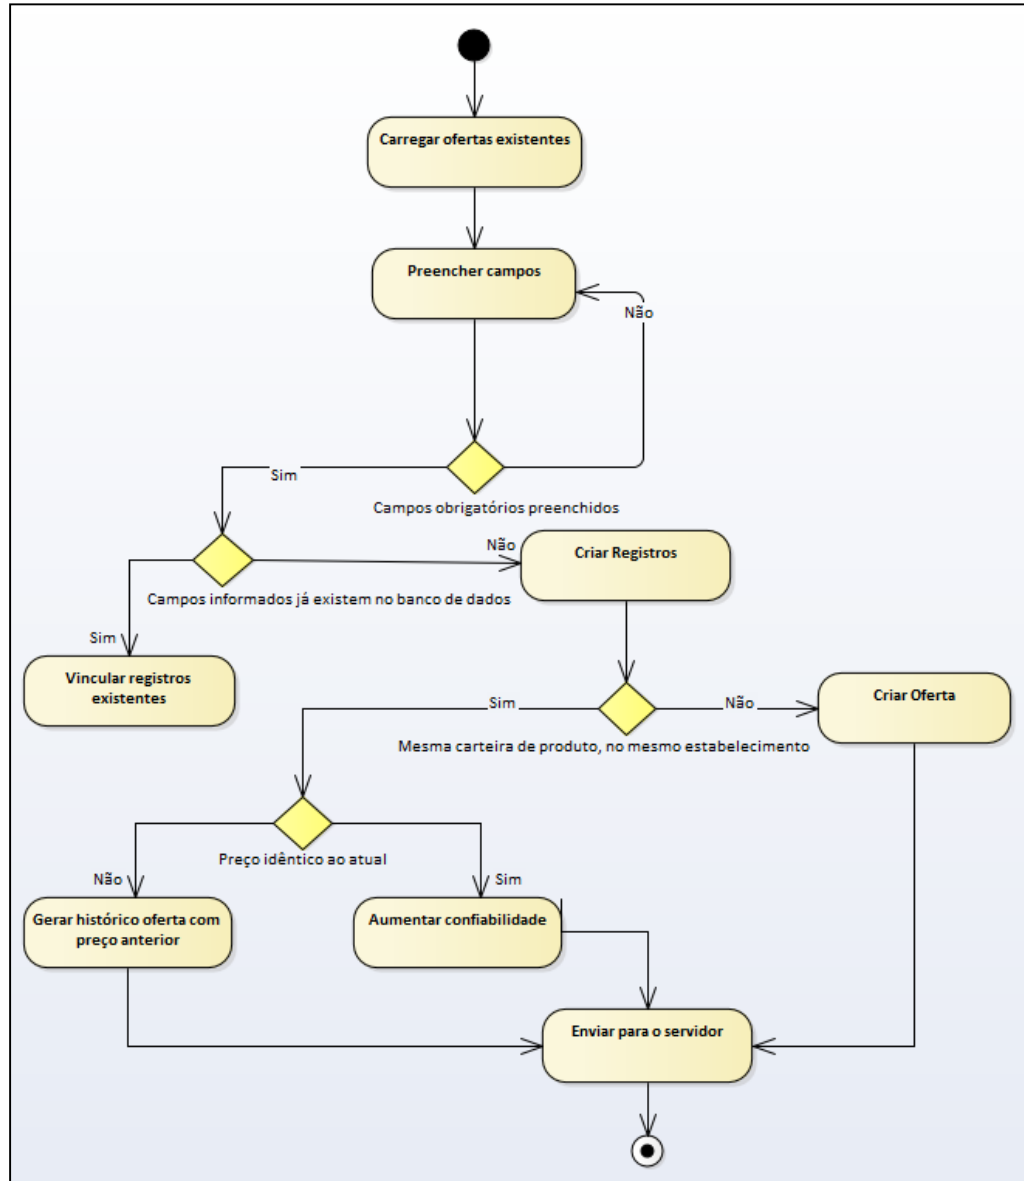 Carregar ofertas existentes
Preencher campos
Não
Sim
Campos obrigatórios preenchidos
Não
Criar Registros
Campos informados já existem no banco de dados
Sim
Vincular registros
existentes
Sim
Não
Criar Oferta
Mesma carteira de produto, no mesmo estabelecimento
Preço idêntico ao atual
Não
Sim
Gerar histórico oferta com
preço anterior
Aumentar confiabilidade
Enviar para o servidor